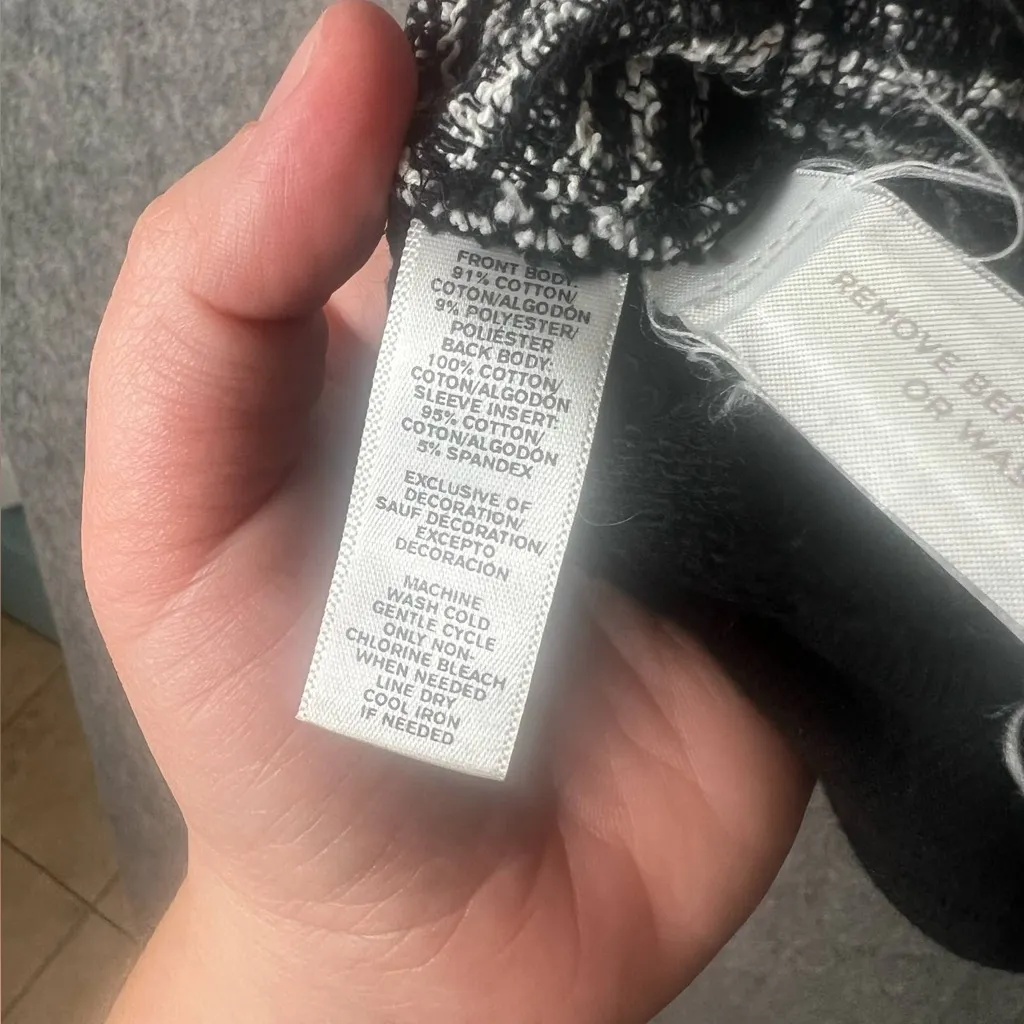 FRONT BODY:
91% COTTON/
COTON/ALGODÓN
9% POLYESTER/
POLIÉSTER
BACK BODY:
100% COTTON/
COTON/ALGODÓN
SLEEVE INSERT:
95% COTTON/
COTON/ALGODÓN
5% SPANDEX
EXCLUSIVE OF
DECORATION/
SAUF DECORATION/
EXCEPTO
DECORACIÓN
MACHINE
WASH COLD
GENTLE CYCLE
ONLY NON-
CHLORINE BLEACH
WHEN NEEDED
LINE DRY
COOL IRON
IF NEEDED
REMOVE BEF
OR WAS